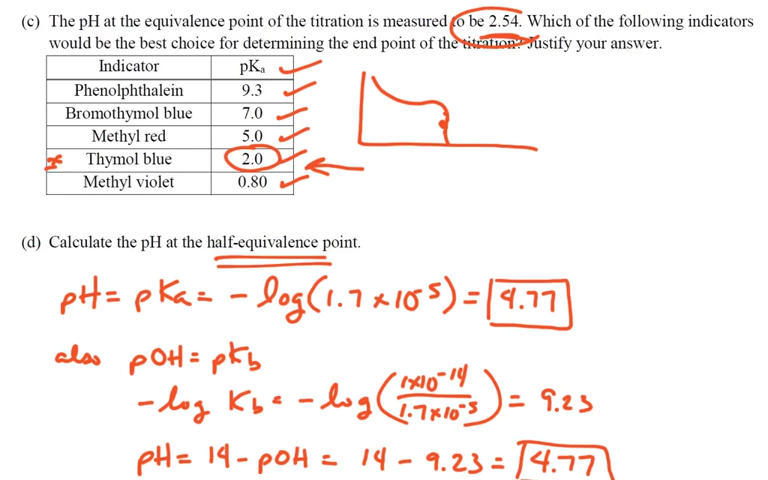 (c) The pH at the equivalence point of the titration is measured to be 2.54. Which of the following indicators
would be the best choice for determining the end point of the titration? Justify your answer.
Indicator pKa
Phenolphthalein 9.3
Bromothymol blue 7.0
Methyl red 5.0
Thymol blue 2.0
Methyl violet 0.80
(d) Calculate the pH at the half-equivalence point.
pH = pKa = - log(1.7 x 10^-5) = 4.77
also pOH = pKb
- log Kb = - log(1x10^-14 / 1.7x10^-5) = 9.23
pH = 14 - pOH = 14 - 9.23 = 4.77